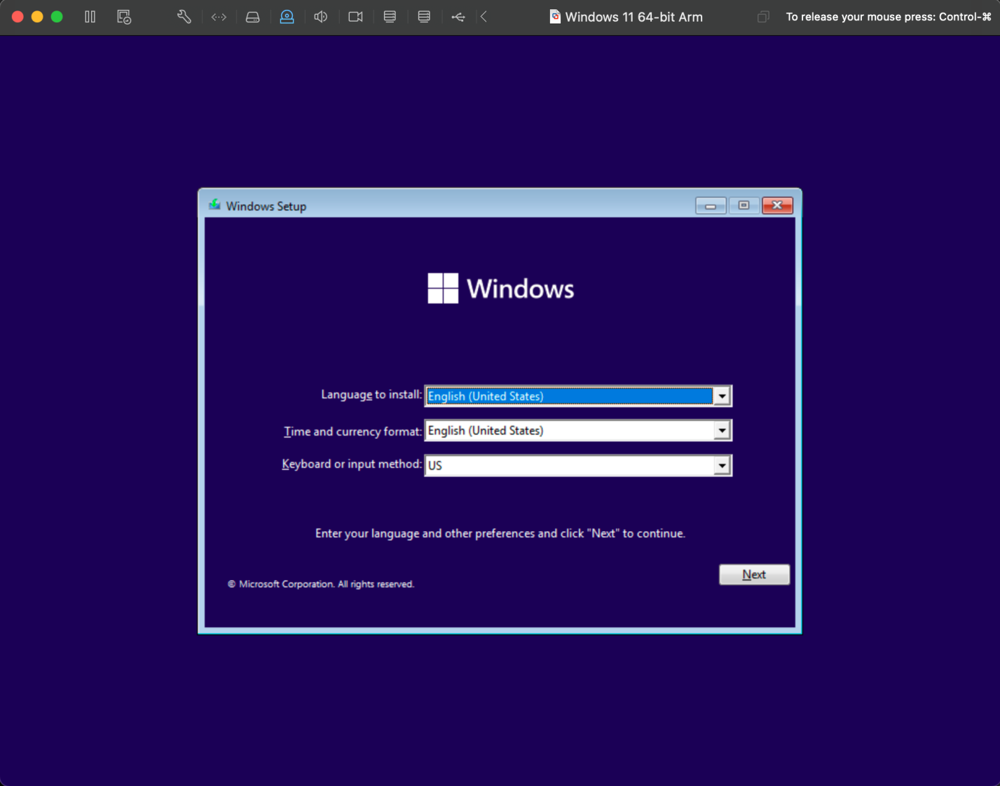 Windows 11 64-bit Arm
To release your mouse press: Control-⌘
Windows Setup
Windows
Language to install: English (United States)
Time and currency format: English (United States)
Keyboard or input method: US
Enter your language and other preferences and click "Next" to continue.
Next
© Microsoft Corporation. All rights reserved.